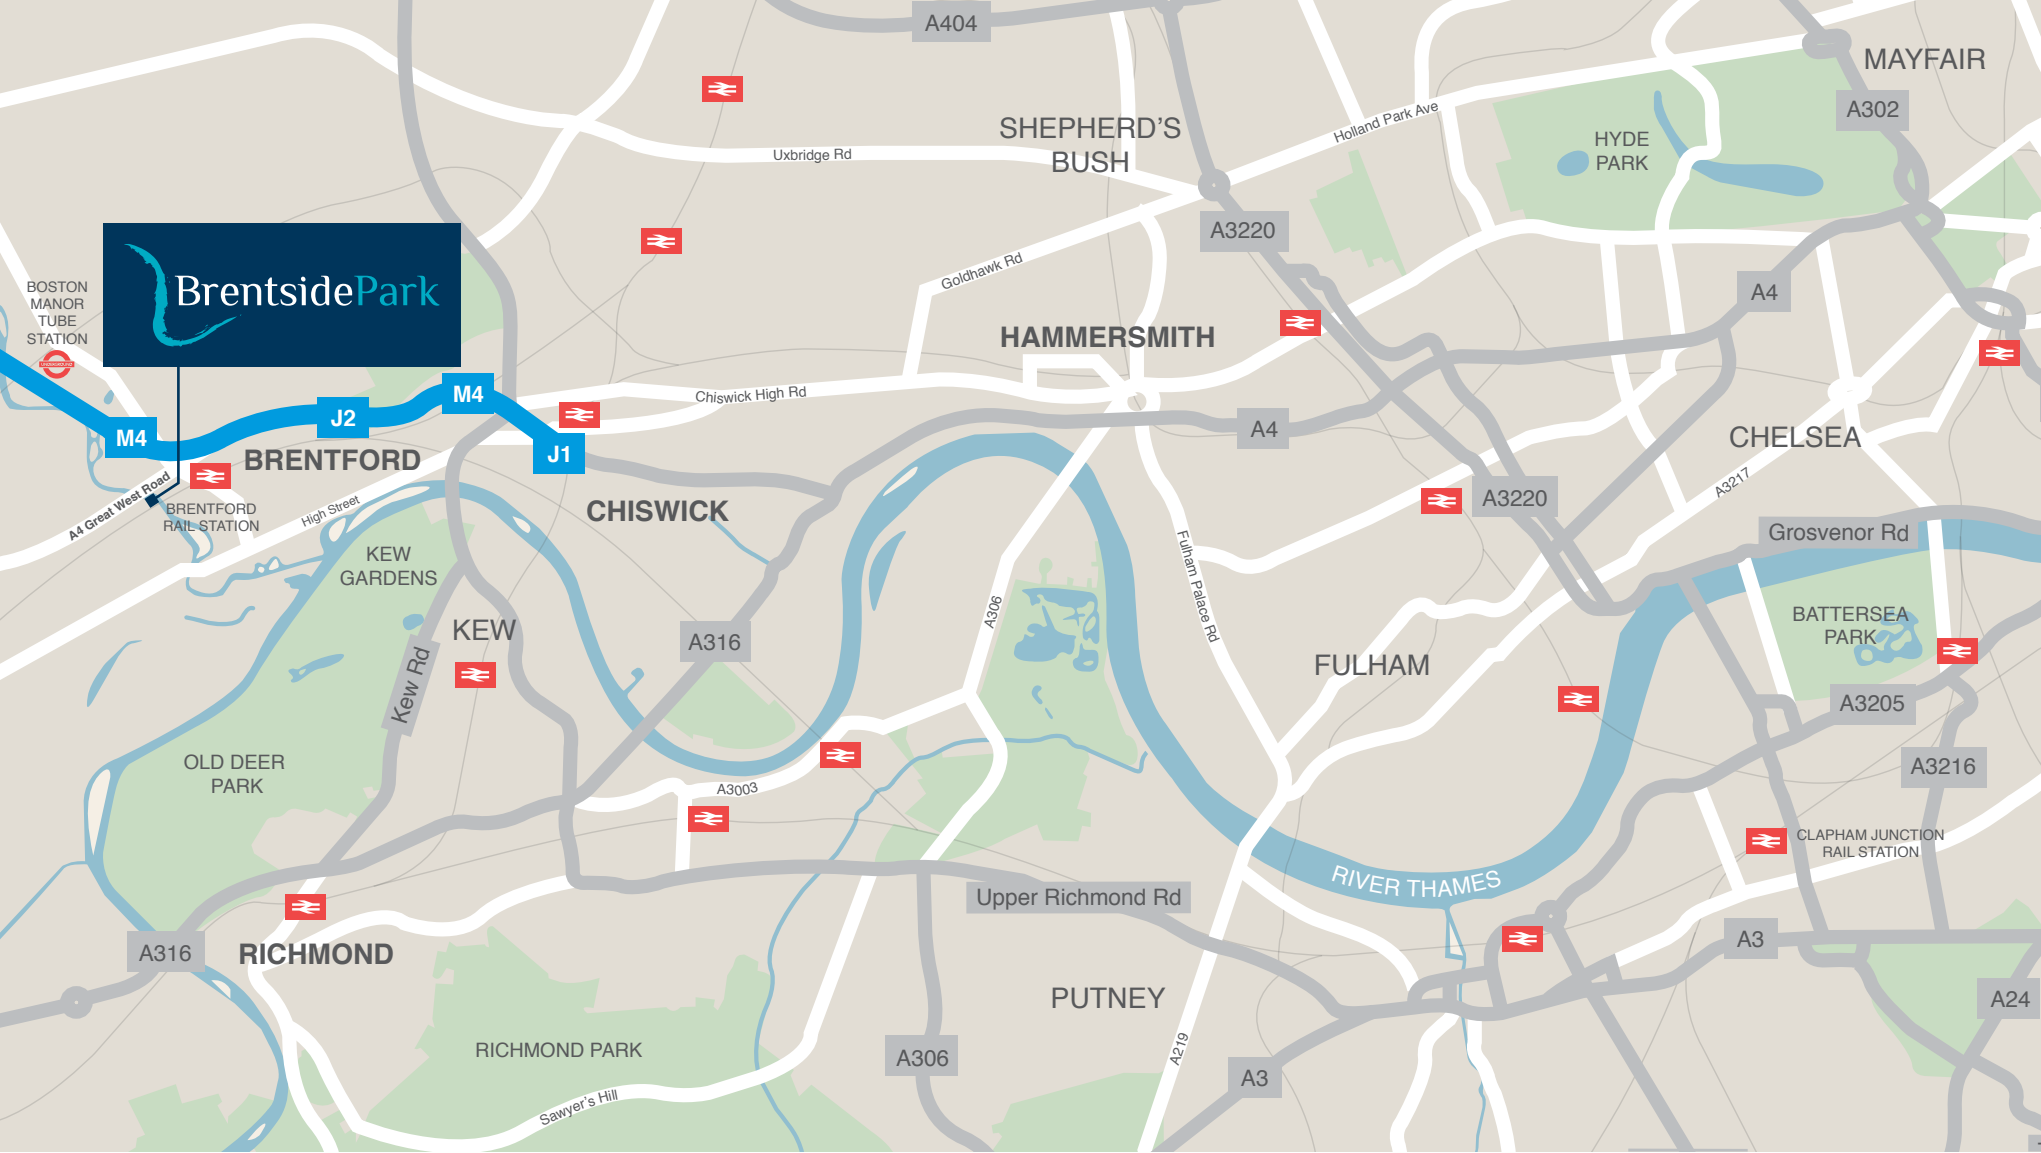 A404
MAYFAIR
A302
SHEPHERD'S
BUSH
Holland Park Ave
HYDE
PARK
Uxbridge Rd
A3220
BrentsidePark
BOSTON
MANOR
TUBE
STATION
UNDERGROUND
Goldhawk Rd
A4
HAMMERSMITH
M4
J2
M4
J1
Chiswick High Rd
A4
CHELSEA
BRENTFORD
A3217
A3220
A4 Great West Road
BRENTFORD
RAIL STATION
High Street
CHISWICK
Grosvenor Rd
KEW
GARDENS
Fulham Palace Rd
A306
KEW
A316
BATTERSEA
PARK
FULHAM
Kew Rd
A3205
OLD DEER
PARK
A3003
A3216
CLAPHAM JUNCTION
RAIL STATION
RIVER THAMES
Upper Richmond Rd
A316
RICHMOND
A3
PUTNEY
A24
RICHMOND PARK
A306
A219
A3
Sawyer's Hill